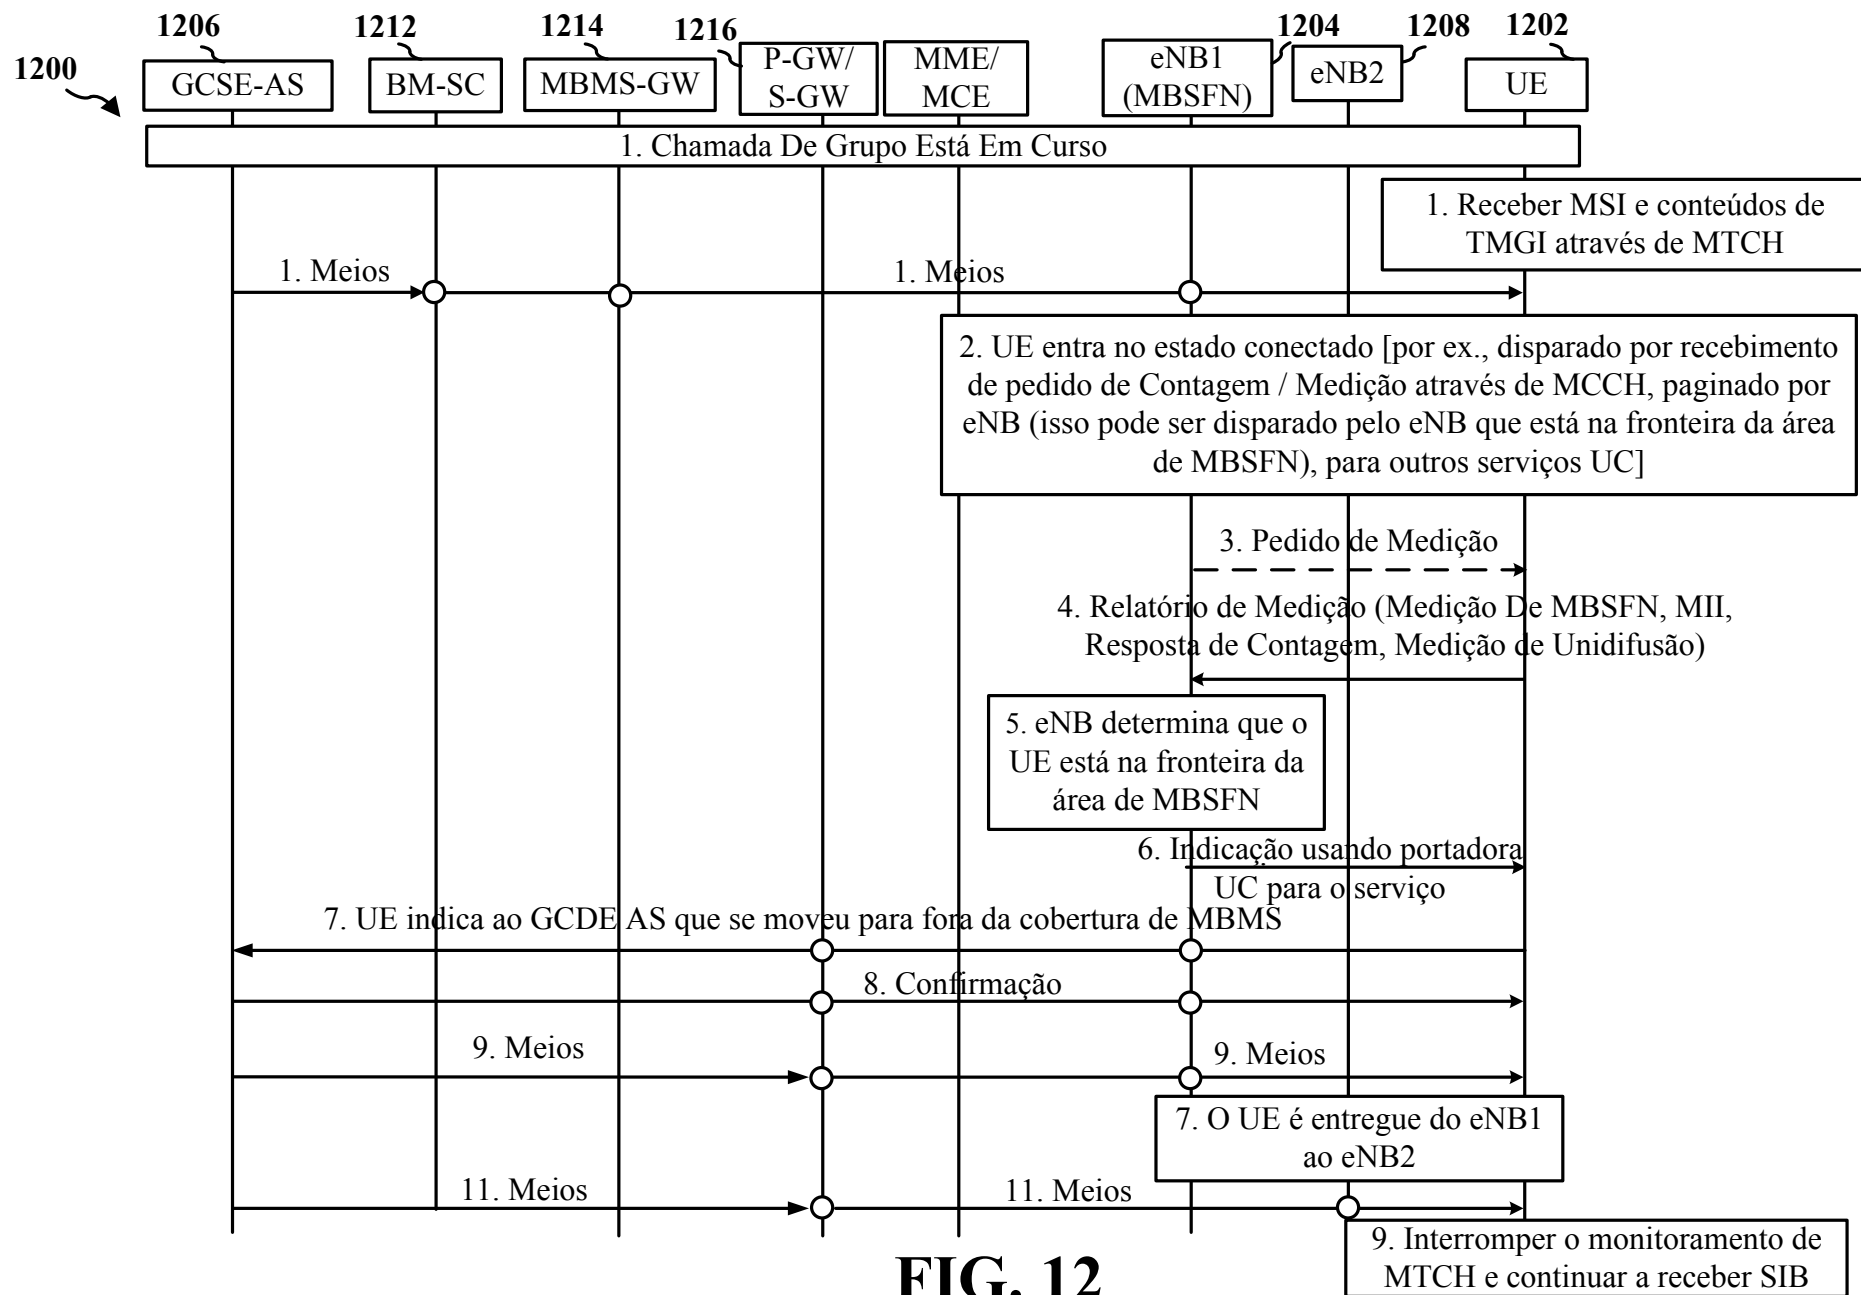 1206
1212
1214
1216
1204
1208
1202
1200
GCSE-AS
BM-SC
MBMS-GW
P-GW/
S-GW
MME/
MCE
eNB1
(MBSFN)
eNB2
UE
1. Chamada De Grupo Está Em Curso
1. Receber MSI e conteúdos de
TMGI através de MTCH
1. Meios
1. Meios
2. UE entra no estado conectado [por ex., disparado por recebimento
de pedido de Contagem / Medição através de MCCH, paginado por
eNB (isso pode ser disparado pelo eNB que está na fronteira da área
de MBSFN), para outros serviços UC]
3. Pedido de Medição
4. Relatório de Medição (Medição De MBSFN, MII,
Resposta de Contagem, Medição de Unidifusão)
5. eNB determina que o
UE está na fronteira da
área de MBSFN
6. Indicação usando portadora
UC para o serviço
7. UE indica ao GCDE AS que se moveu para fora da cobertura de MBMS
8. Confirmação
9. Meios
9. Meios
7. O UE é entregue do eNB1
ao eNB2
11. Meios
11. Meios
9. Interromper o monitoramento de
MTCH e continuar a receber SIB
FIG. 12